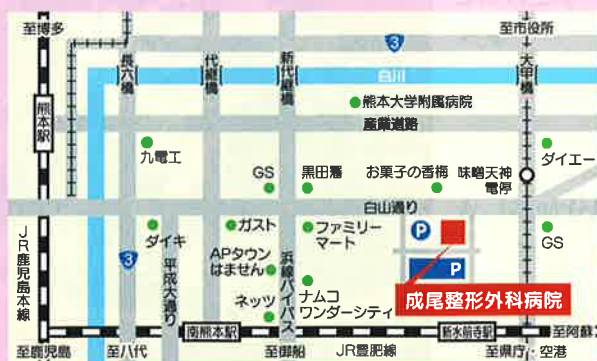 至博多
3
至市役所
長六橋
代継橋
新代継橋
白川
大甲橋
熊本駅
熊本大学附属病院
産業道路
九電工
GS
黒田藩
お菓子の香梅
味噌天神
電停
ダイエー
白山通り
JR鹿児島本線
ダイキ
3
平成大通り
ガスト
APタウン
はません
ネッツ
浜線バイパス
ファミリー
マート
ナムコ
ワンダーシティ
P
P
GS
成尾整形外科病院
南熊本駅
新水前寺駅
至阿蘇
至鹿児島
至八代
至御船
JR豊肥線
至県庁
空港